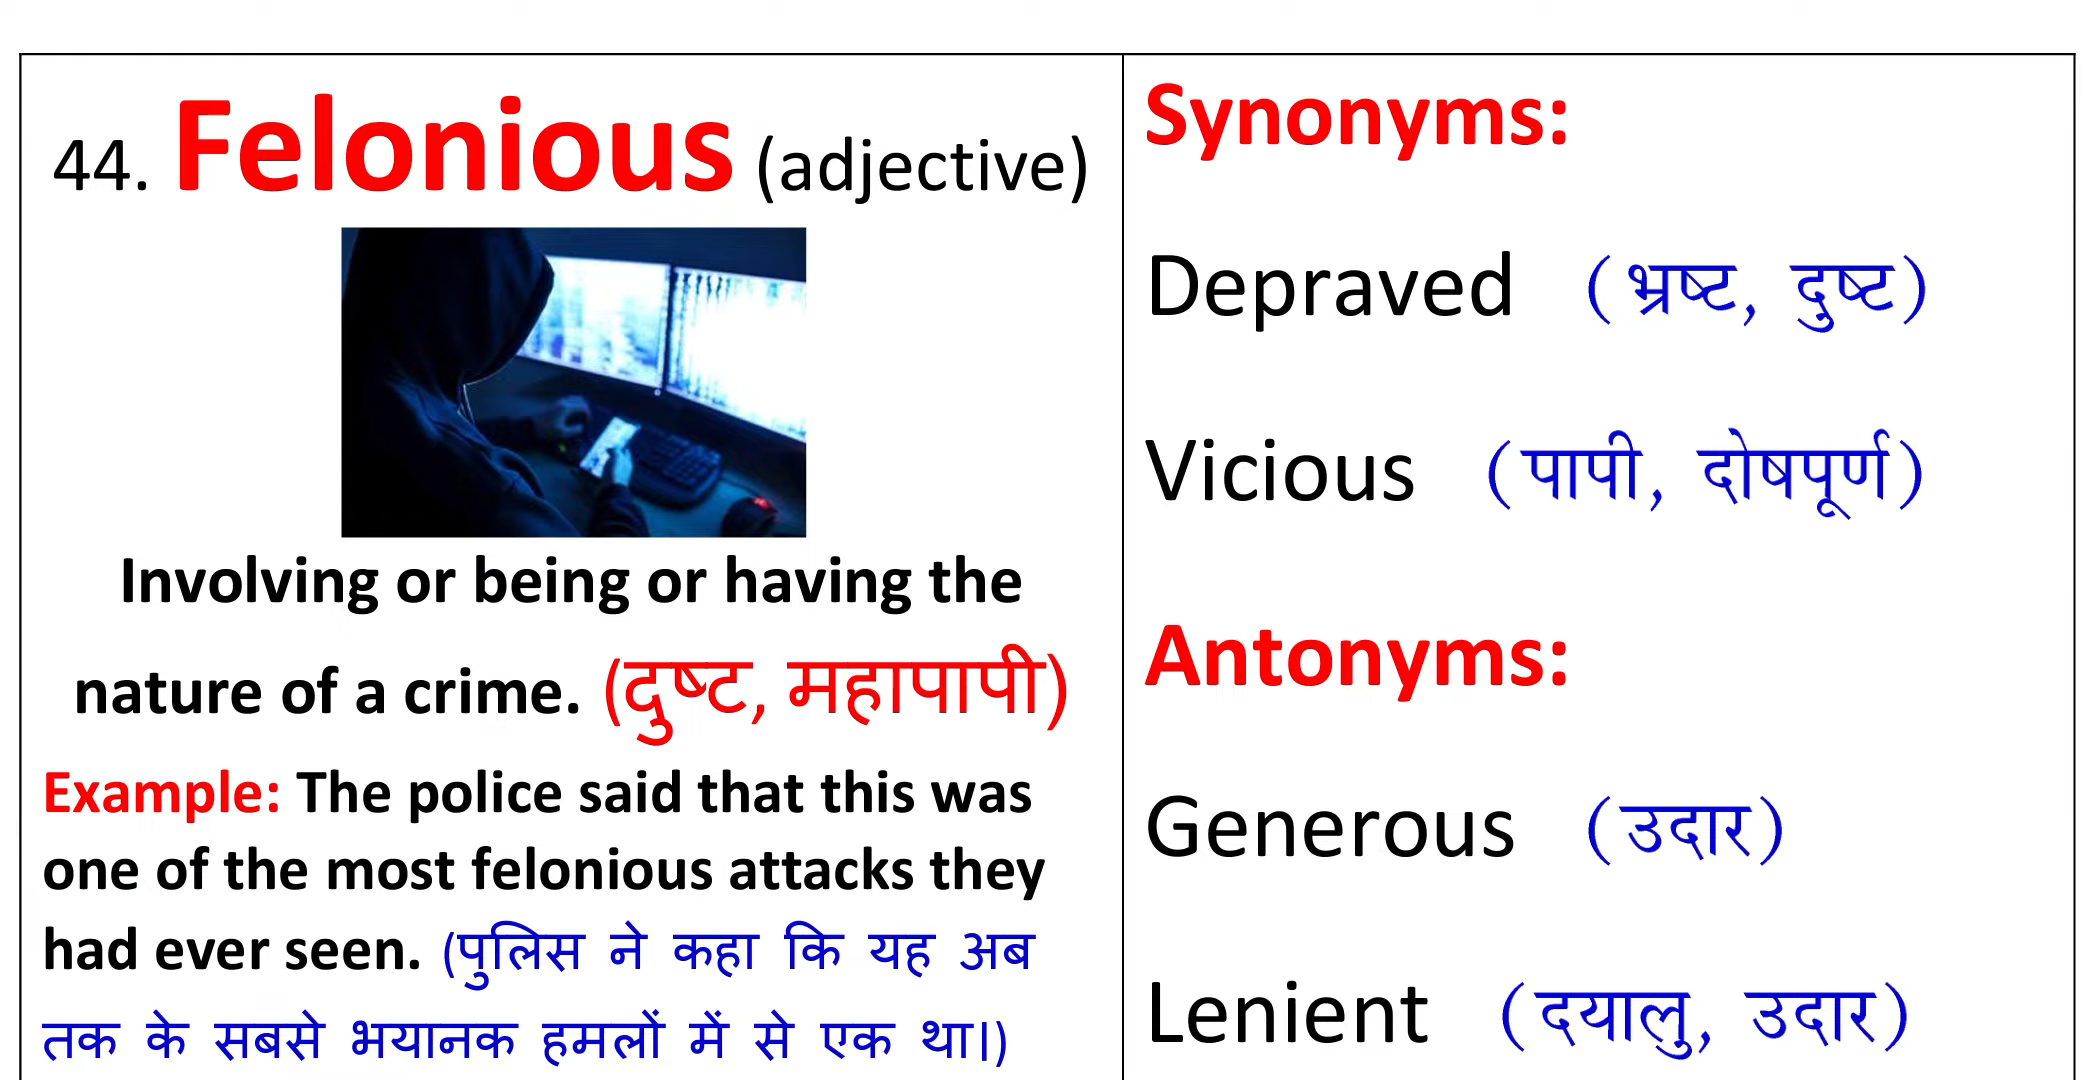 44. Felonious (adjective)
Involving or being or having the
nature of a crime. (दुष्ट, महापापी)
Example: The police said that this was
one of the most felonious attacks they
had ever seen. (पुलिस ने कहा कि यह अब
तक के सबसे भयानक हमलों में से एक था।)
Synonyms:
Depraved (भ्रष्ट, दुष्ट)
Vicious (पापी, दोषपूर्ण)
Antonyms:
Generous (उदार)
Lenient (दयालु, उदार)